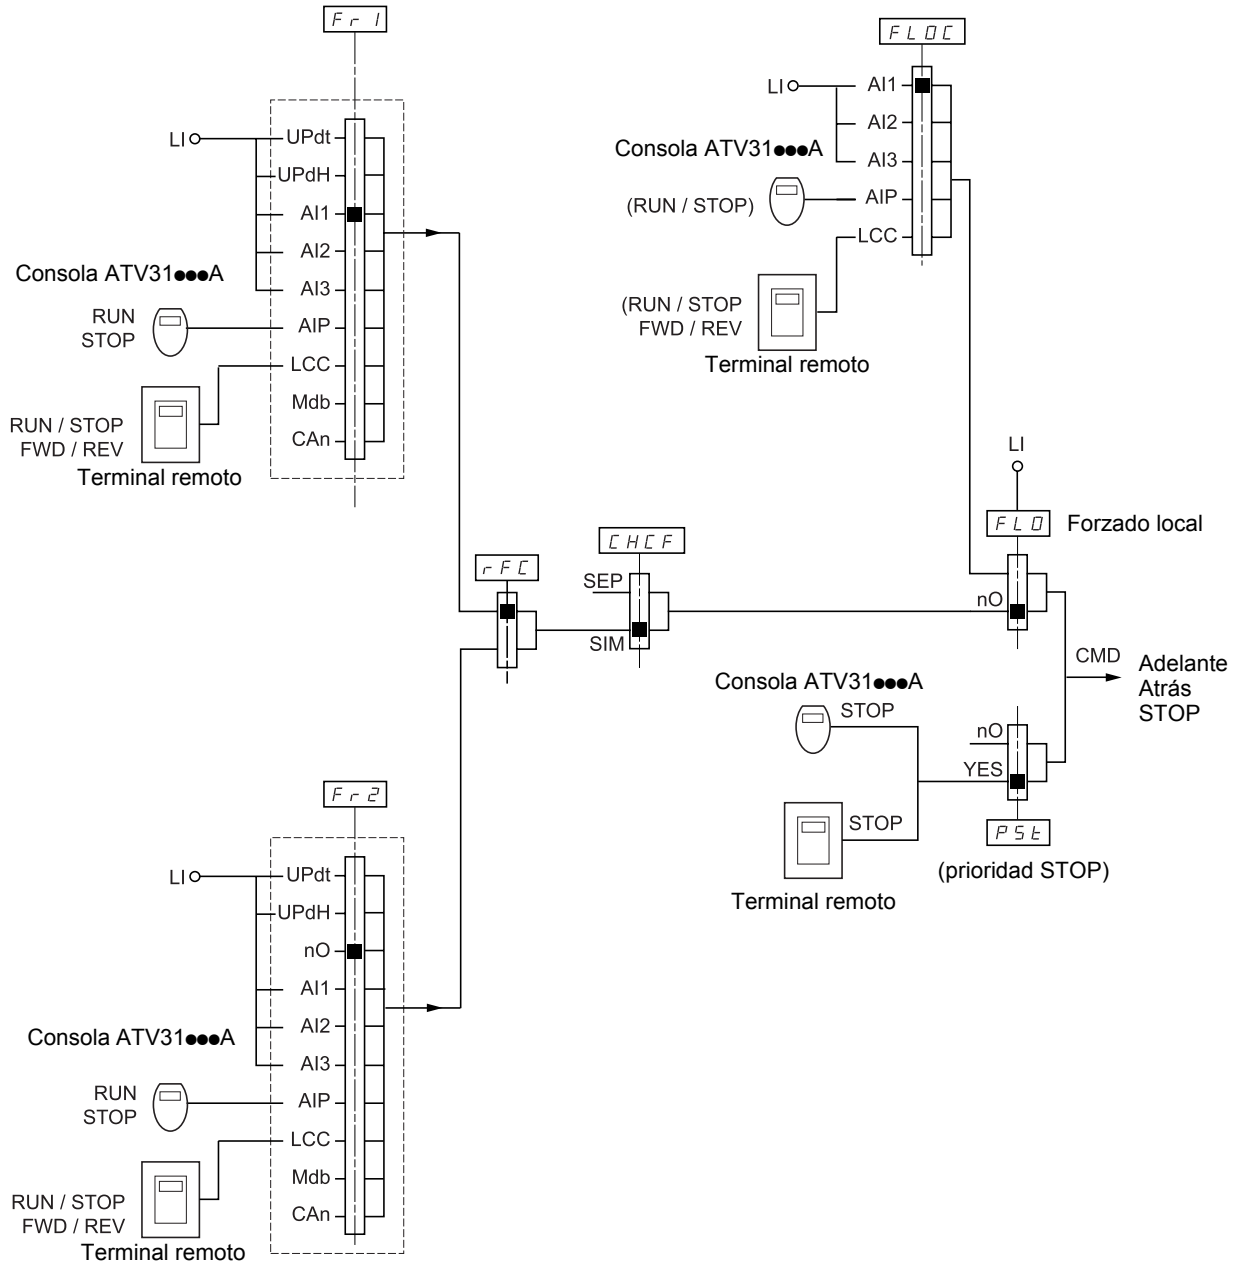 Fr1
LI
UPdt
UPdH
AI1
AI2
Consola ATV31●●●A
AI3
RUN
STOP
AIP
LCC
Mdb
RUN / STOP
FWD / REV
CAn
Terminal remoto
FLOC
LI
AI1
AI2
Consola ATV31●●●A
AI3
(RUN / STOP)
AIP
LCC
(RUN / STOP
FWD / REV
Terminal remoto
LI
FLO
Forzado local
nO
rFC
CHCF
SEP
SIM
CMD
Adelante
Atrás
STOP
Consola ATV31●●●A
STOP
nO
YES
STOP
PSt
(prioridad STOP)
Terminal remoto
Fr2
LI
UPdt
UPdH
nO
AI1
AI2
Consola ATV31●●●A
AI3
RUN
STOP
AIP
LCC
Mdb
RUN / STOP
FWD / REV
CAn
Terminal remoto